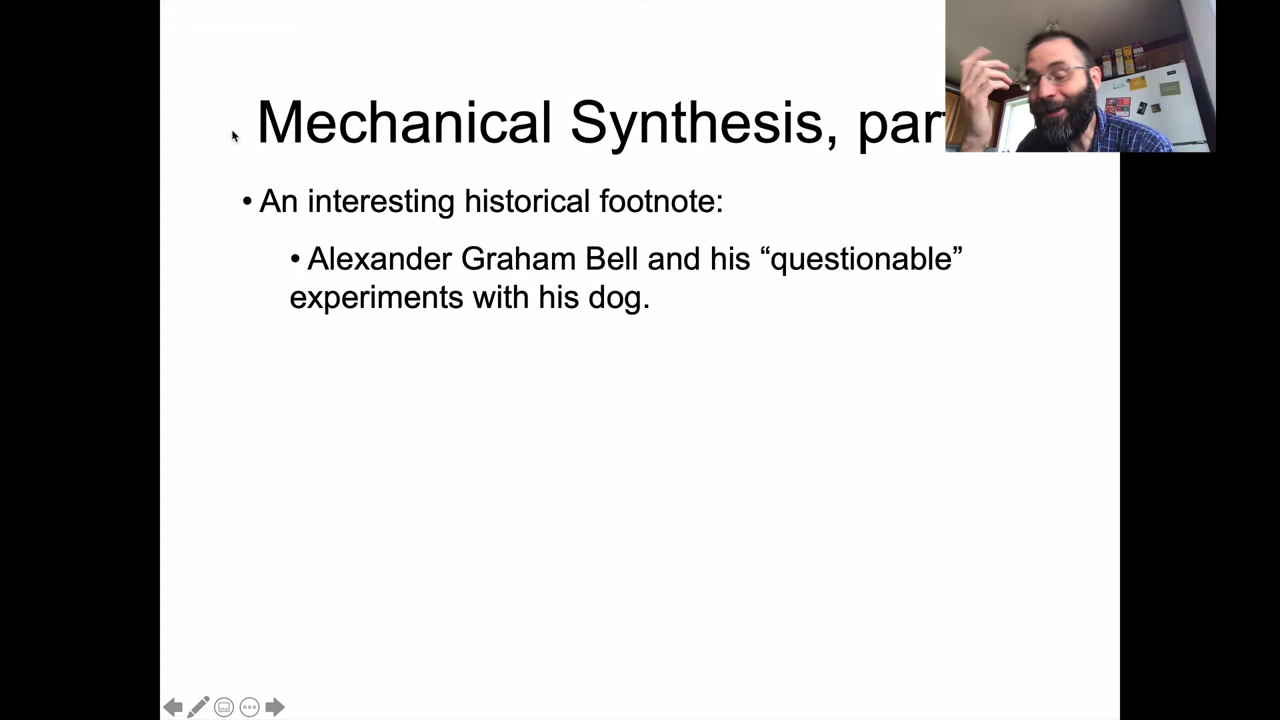 Mechanical Synthesis, par
• An interesting historical footnote:
• Alexander Graham Bell and his “questionable”
experiments with his dog.